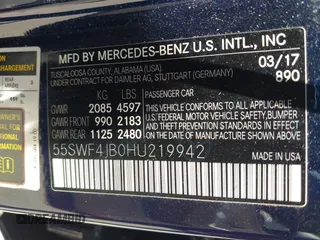 MFD BY MERCEDES-BENZ U.S. INTL., INC
TUSCALOOSA COUNTY, ALABAMA (USA)
UNDER CONTRACT FOR DAIMLER AG, STUTTGART (GERMANY)
03/17
890
KG LBS
PASSENGER CAR
GVWR 2085 4597
GAWR FRONT 990 2183
GAWR REAR 1125 2480
THIS VEHICLE CONFORMS TO ALL APPLICABLE
U.S. FEDERAL MOTOR VEHICLE SAFETY,BUMPER
AND THEFT PREVENTION STANDARDS IN
EFFECT ON THE DATE OF MANUFACTURE
SHOWN ABOVE.
55SWF4JB0HU219942